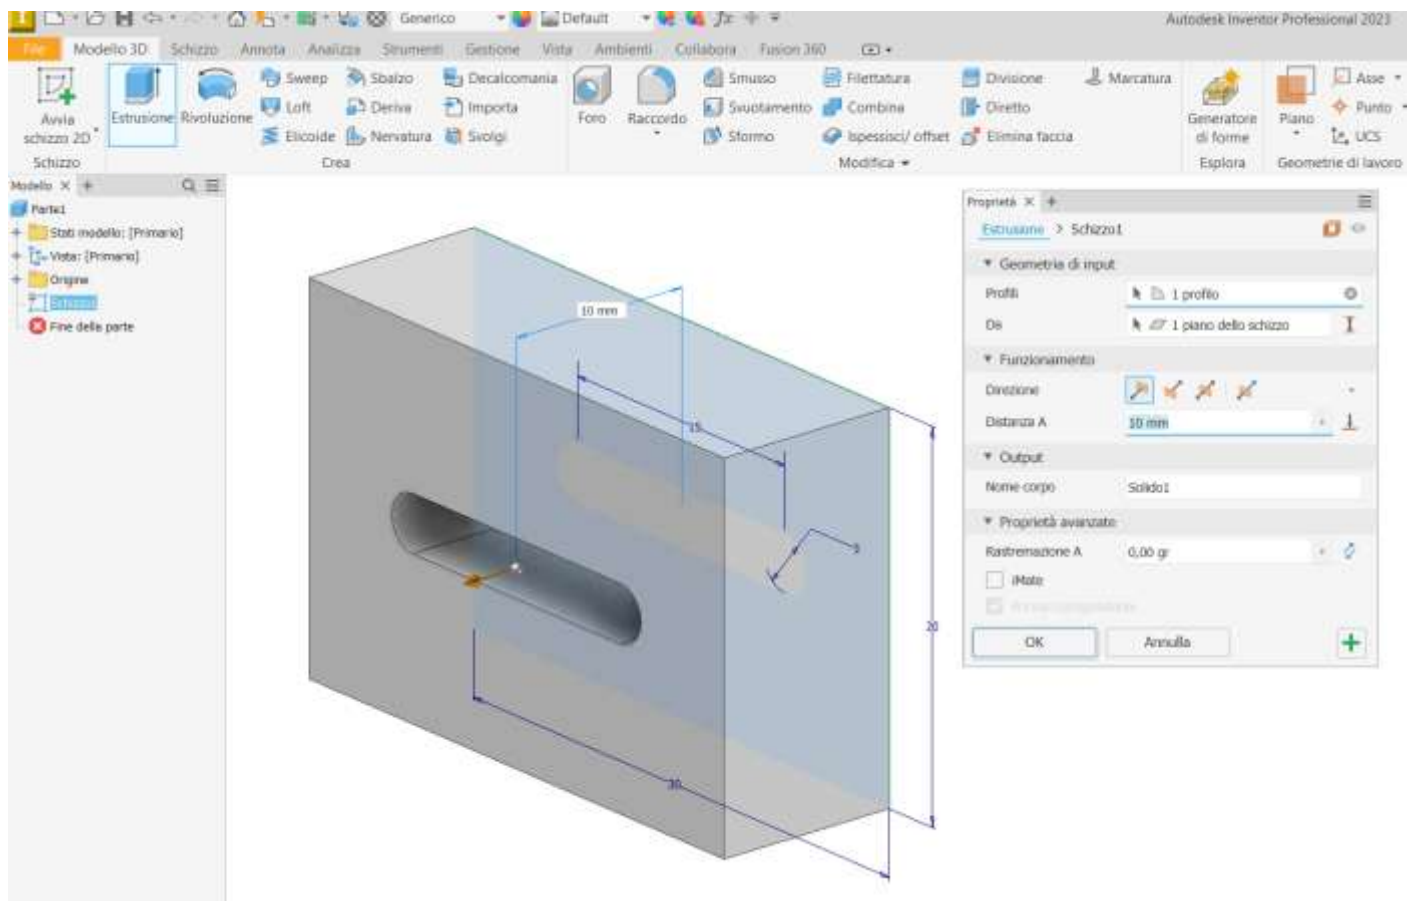 Generico Default fx Autodesk Inventor Professional 2023
File Modello 3D Schizzo Annota Analizza Strumenti Gestione Vista Ambienti Collabora Fusion 360
Avvia schizzo 2D
Estrusione
Rivoluzione
Sweep Sbalzo Decalcomania
Loft Deriva Importa
Elicoide Nervatura Svolgi
Foro
Raccordo
Smusso Filettatura Divisione Marcatura
Svuotamento Combina Diretto
Sformo Ispessisci/ offset Elimina faccia
Generatore di forme
Piano
Asse
Punto
UCS
Schizzo Crea Modifica Esplora Geometrie di lavoro
Modello
Parte1
Stati modello: [Primario]
Vista: [Primario]
Origine
Schizzo1
Fine della parte
10 mm
15
5
20
30
Proprietà
Estrusione > Schizzo1
Geometria di input
Profili 1 profilo
Da 1 piano dello schizzo
Funzionamento
Direzione
Distanza A 10 mm
Output
Nome corpo Solido1
Proprietà avanzate
Rastremazione A 0,00 gr
iMate
OK Annulla